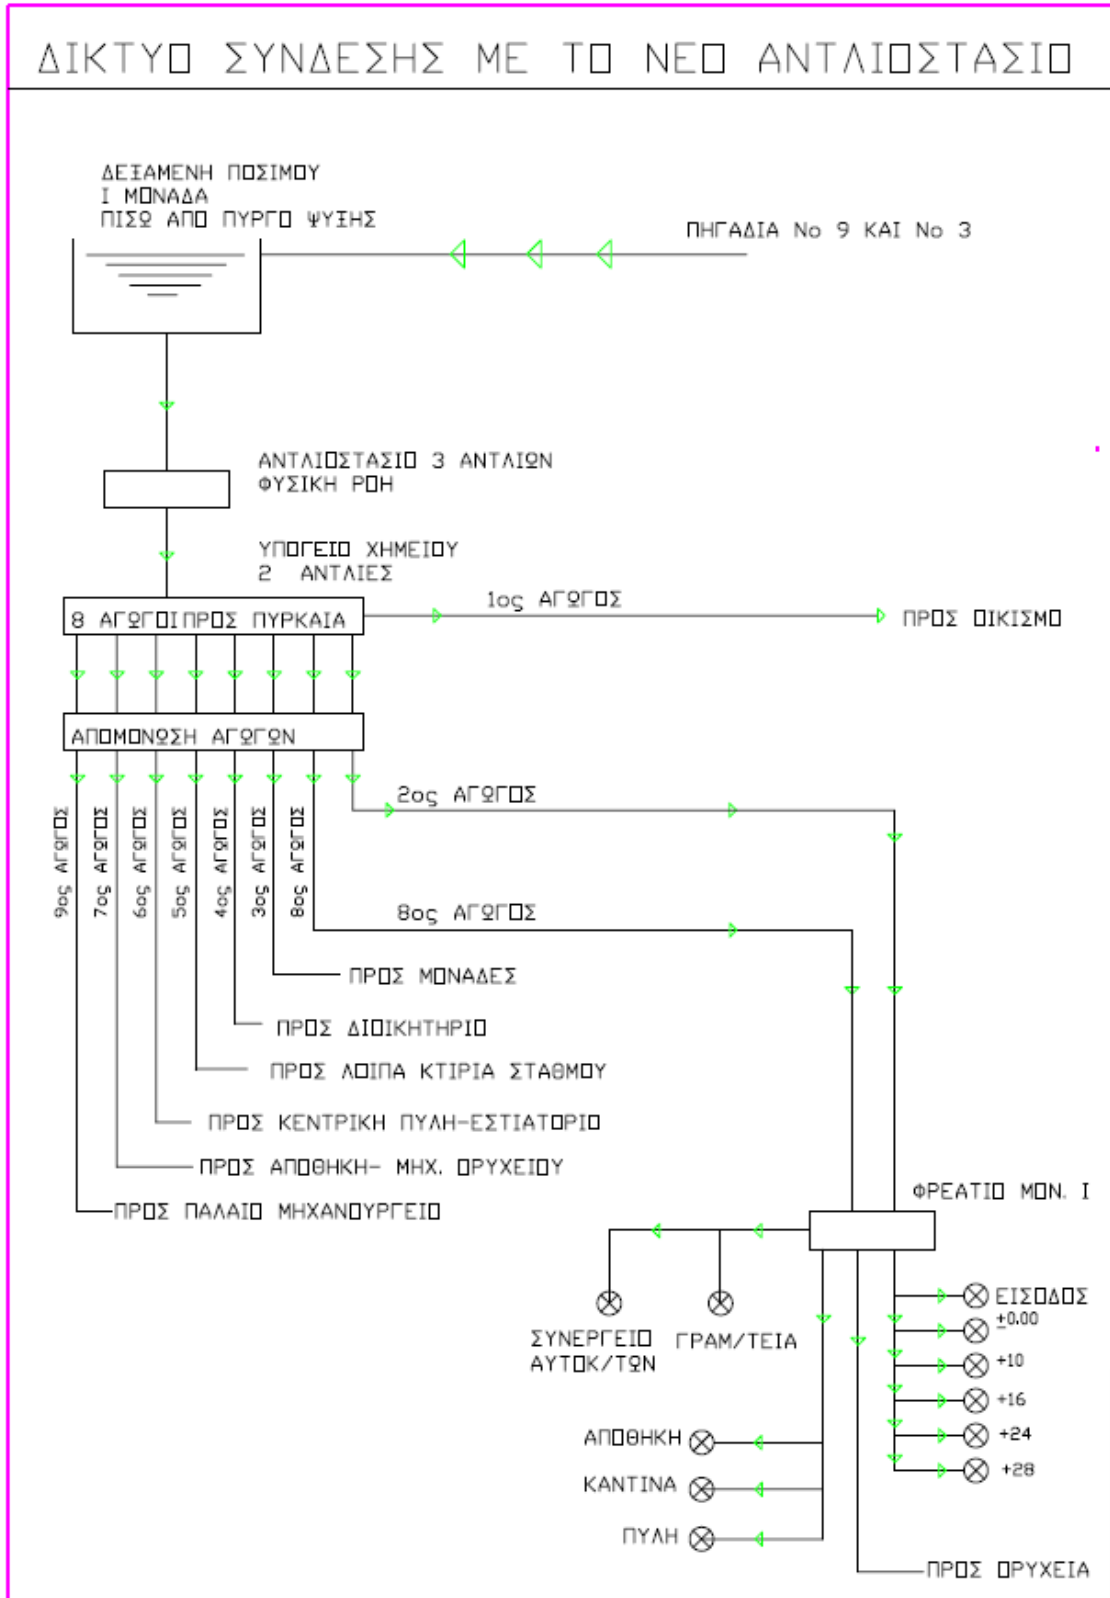 ΔΙΚΤΥΟ ΣΥΝΔΕΣΗΣ ΜΕ ΤΟ ΝΕΟ ΑΝΤΛΙΟΣΤΑΣΙΟ
ΔΕΞΑΜΕΝΗ ΠΟΣΙΜΟΥ
Ι ΜΟΝΑΔΑ
ΠΙΣΩ ΑΠΟ ΠΥΡΓΟ ΨΥΞΗΣ
ΠΗΓΑΔΙΑ Νο 9 ΚΑΙ Νο 3
ΑΝΤΛΙΟΣΤΑΣΙΟ 3 ΑΝΤΛΙΩΝ
ΦΥΣΙΚΗ ΡΟΗ
ΥΠΟΓΕΙΟ ΧΗΜΕΙΟΥ
2 ΑΝΤΛΙΕΣ
8 ΑΓΩΓΟΙ ΠΡΟΣ ΠΥΡΚΑΙΑ
1ος ΑΓΩΓΟΣ
ΠΡΟΣ ΟΙΚΙΣΜΟ
ΑΠΟΜΟΝΩΣΗ ΑΓΩΓΩΝ
9ος ΑΓΩΓΟΣ
7ος ΑΓΩΓΟΣ
6ος ΑΓΩΓΟΣ
5ος ΑΓΩΓΟΣ
4ος ΑΓΩΓΟΣ
3ος ΑΓΩΓΟΣ
8ος ΑΓΩΓΟΣ
2ος ΑΓΩΓΟΣ
8ος ΑΓΩΓΟΣ
ΠΡΟΣ ΜΟΝΑΔΕΣ
ΠΡΟΣ ΔΙΟΙΚΗΤΗΡΙΟ
ΠΡΟΣ ΛΟΙΠΑ ΚΤΙΡΙΑ ΣΤΑΘΜΟΥ
ΠΡΟΣ ΚΕΝΤΡΙΚΗ ΠΥΛΗ-ΕΣΤΙΑΤΟΡΙΟ
ΠΡΟΣ ΑΠΟΘΗΚΗ- ΜΗΧ. ΟΡΥΧΕΙΟΥ
ΠΡΟΣ ΠΑΛΑΙΟ ΜΗΧΑΝΟΥΡΓΕΙΟ
ΦΡΕΑΤΙΟ ΜΟΝ. Ι
ΣΥΝΕΡΓΕΙΟ
ΑΥΤΟΚ/ΤΩΝ
ΓΡΑΜ/ΤΕΙΑ
ΕΙΣΟΔΟΣ
±0.00
+10
+16
+24
+28
ΑΠΟΘΗΚΗ
ΚΑΝΤΙΝΑ
ΠΥΛΗ
ΠΡΟΣ ΟΡΥΧΕΙΑ